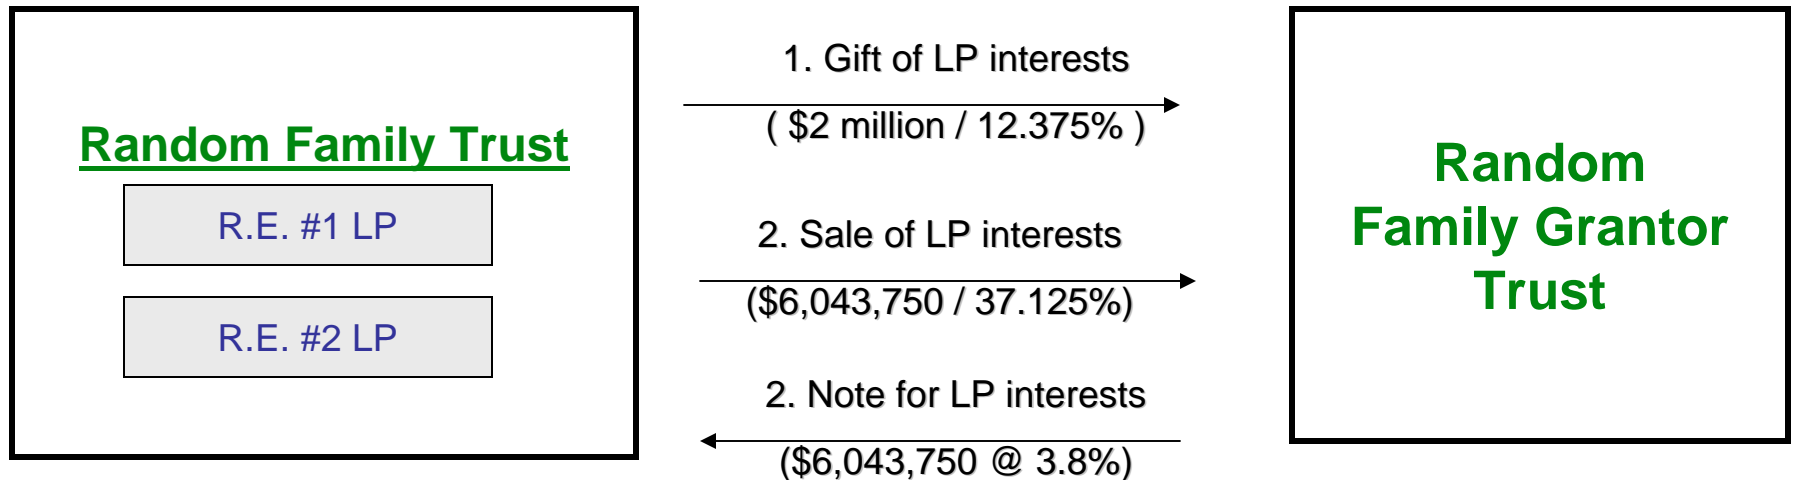 Random Family Trust
R.E. #1 LP
R.E. #2 LP
1. Gift of LP interests
( $2 million / 12.375% )
2. Sale of LP interests
($6,043,750 / 37.125%)
2. Note for LP interests
($6,043,750 @ 3.8%)
Random
Family Grantor
Trust